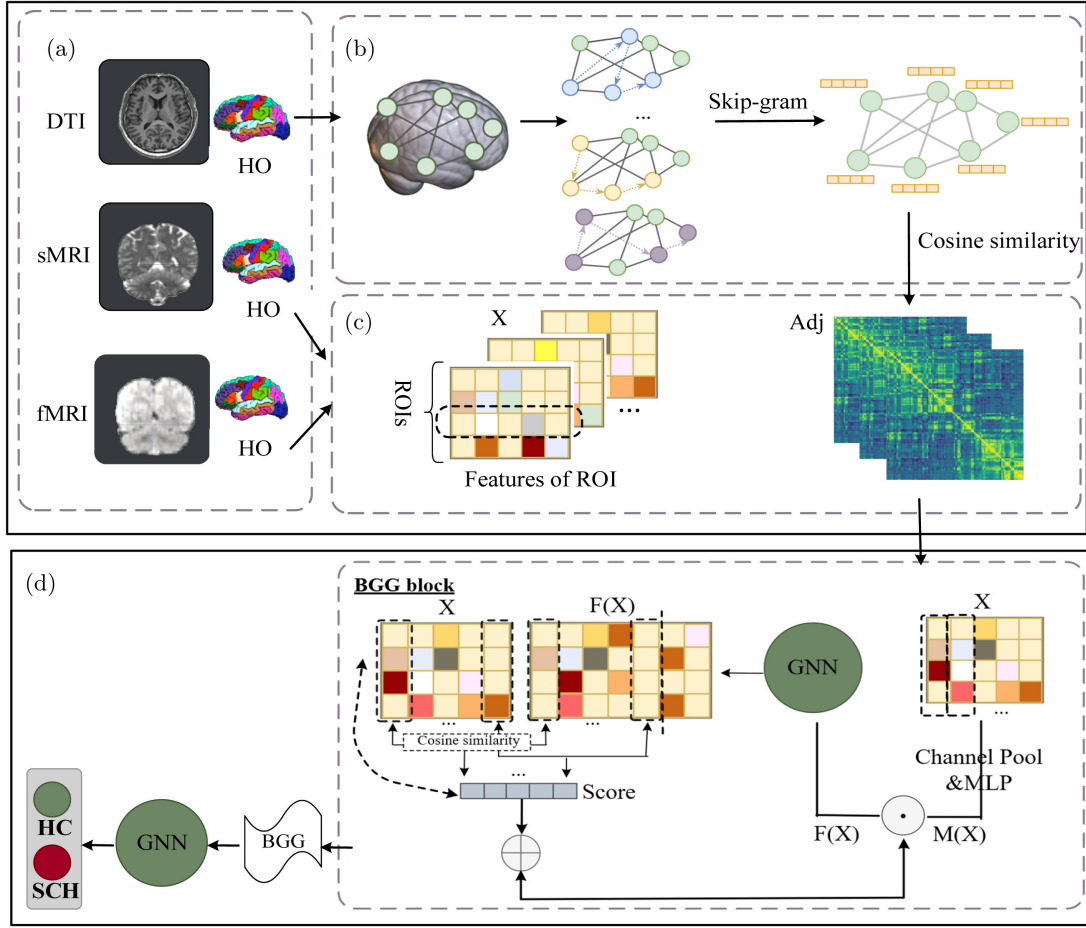 (a)
DTI
HO
sMRI
HO
fMRI
HO
(b)
...
Skip-gram
Cosine similarity
(c)
X
ROIs
...
Features of ROI
Adj
(d)
BGG block
X
F(X)
GNN
X
...
...
...
Cosine similarity
...
Score
Channel Pool
&MLP
F(X)
M(X)
HC
SCH
GNN
BGG